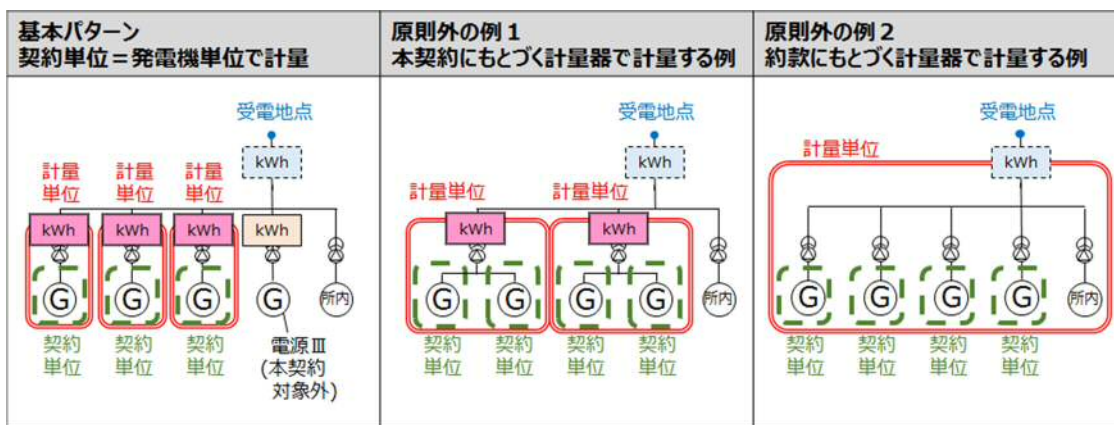 基本パターン
契約単位＝発電機単位で計量
受電地点
kWh
計量
単位
計量
単位
計量
単位
kWh
kWh
kWh
kWh
G
G
G
G
所内
契約
単位
契約
単位
契約
単位
電源Ⅲ
(本契約
対象外)
原則外の例１
本契約にもとづく計量器で計量する例
受電地点
kWh
計量単位
計量単位
kWh
kWh
G
G
G
G
所内
契約
単位
契約
単位
契約
単位
契約
単位
原則外の例２
約款にもとづく計量器で計量する例
受電地点
計量単位
kWh
G
G
G
G
所内
契約
単位
契約
単位
契約
単位
契約
単位